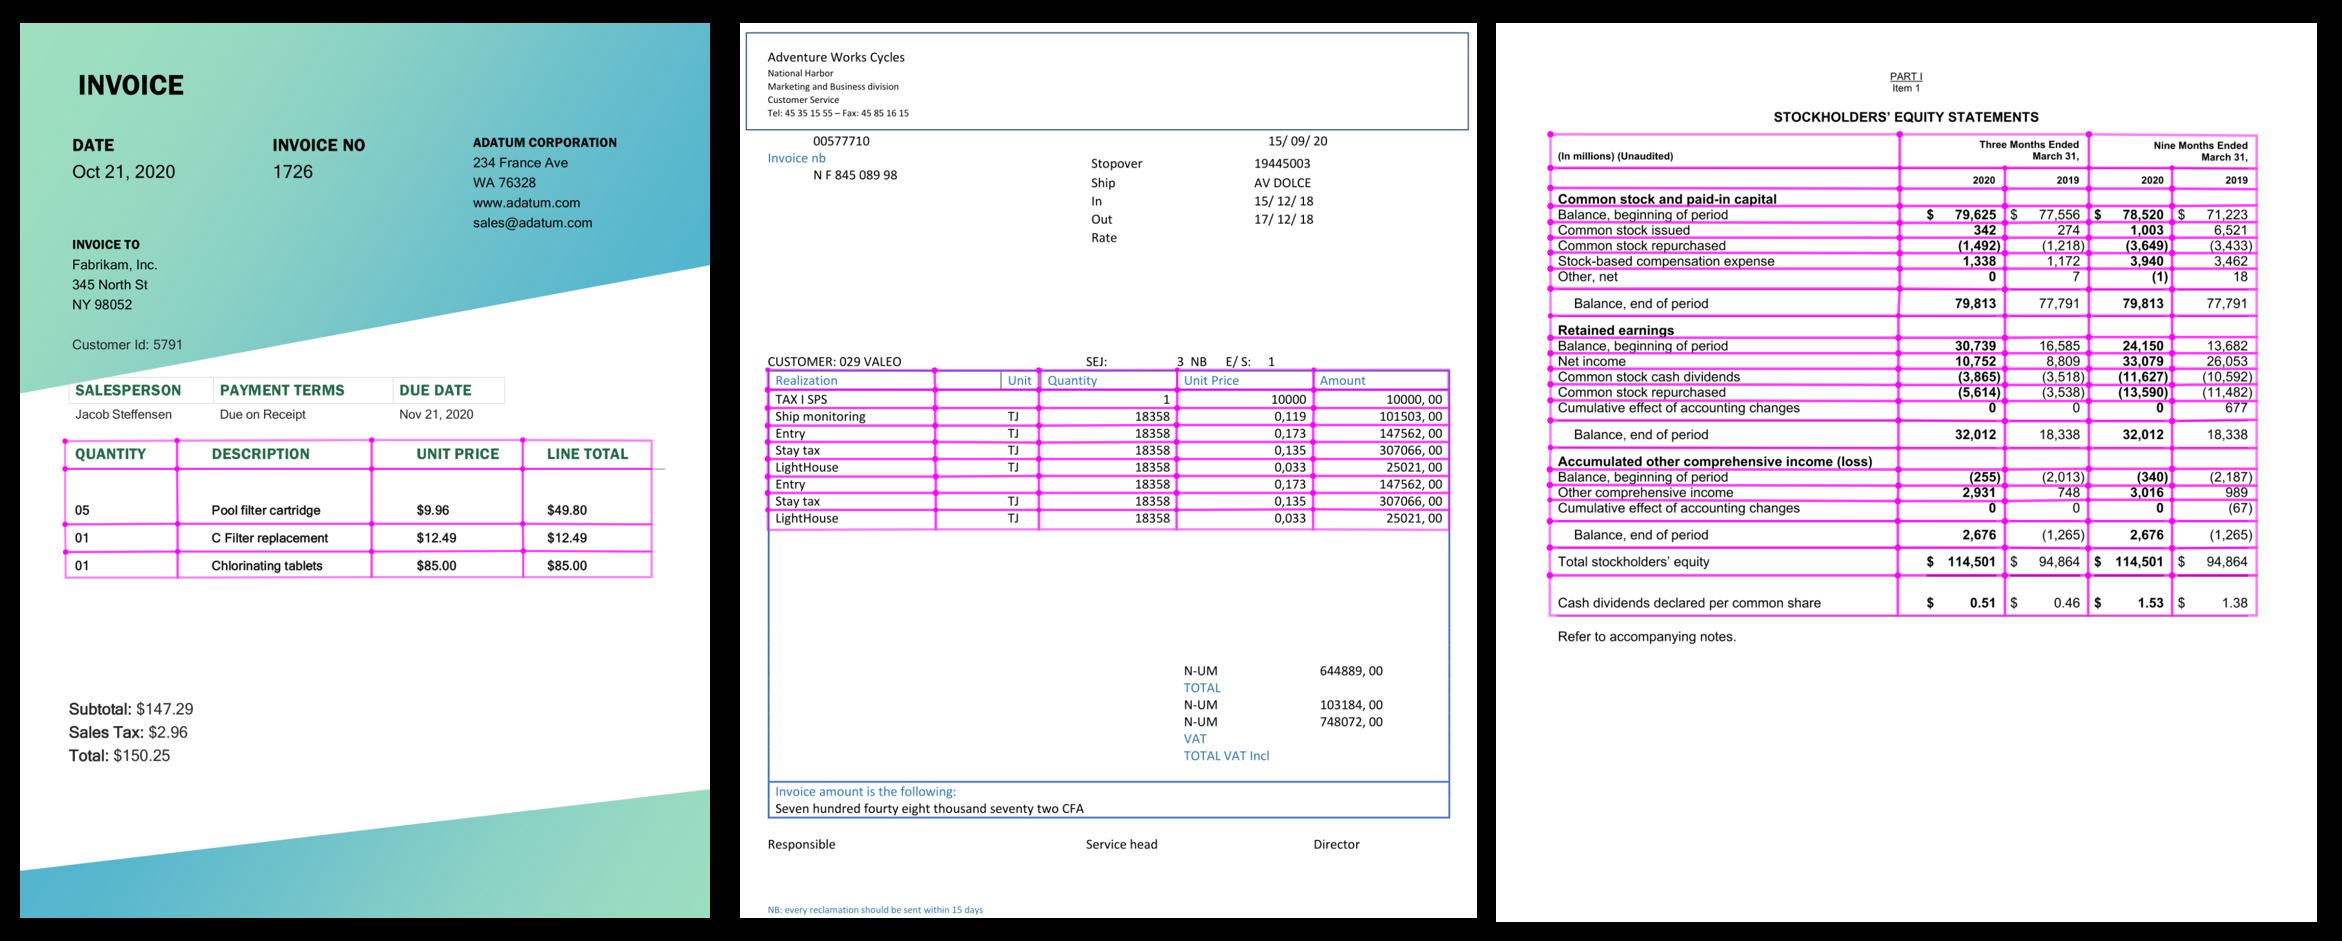 INVOICE
DATE
Oct 21, 2020
INVOICE NO
1726
ADATUM CORPORATION
234 France Ave
WA 76328
www.adatum.com
sales@adatum.com
INVOICE TO
Fabrikam, Inc.
345 North St
NY 98052
Customer Id: 5791
SALESPERSON PAYMENT TERMS DUE DATE
Jacob Steffensen Due on Receipt Nov 21, 2020
QUANTITY DESCRIPTION UNIT PRICE LINE TOTAL
05 Pool filter cartridge $9.96 $49.80
01 C Filter replacement $12.49 $12.49
01 Chlorinating tablets $85.00 $85.00
Subtotal: $147.29
Sales Tax: $2.96
Total: $150.25
Adventure Works Cycles
National Harbor
Marketing and Business division
Customer Service
Tel: 45 35 15 55 – Fax: 45 85 16 15
00577710 15/ 09/ 20
Invoice nb
N F 845 089 98
Stopover 19445003
Ship AV DOLCE
In 15/ 12/ 18
Out 17/ 12/ 18
Rate
CUSTOMER: 029 VALEO SEJ: 3 NB E/ S: 1
Realization Unit Quantity Unit Price Amount
TAX I SPS 1 10000 10000, 00
Ship monitoring TJ 18358 0,119 101503, 00
Entry TJ 18358 0,173 147562, 00
Stay tax TJ 18358 0,135 307066, 00
LightHouse TJ 18358 0,033 25021, 00
Entry 18358 0,173 147562, 00
Stay tax TJ 18358 0,135 307066, 00
LightHouse TJ 18358 0,033 25021, 00
N-UM 644889, 00
TOTAL
N-UM 103184, 00
N-UM 748072, 00
VAT
TOTAL VAT Incl
Invoice amount is the following:
Seven hundred fourty eight thousand seventy two CFA
Responsible Service head Director
NB: every reclamation should be sent within 15 days
PART I
Item 1
STOCKHOLDERS' EQUITY STATEMENTS
(In millions) (Unaudited) Three Months Ended March 31, Nine Months Ended March 31,
2020 2019 2020 2019
Common stock and paid-in capital
Balance, beginning of period $ 79,625 $ 77,556 $ 78,520 $ 71,223
Common stock issued 342 274 1,003 6,521
Common stock repurchased (1,492) (1,218) (3,649) (3,433)
Stock-based compensation expense 1,338 1,172 3,940 3,462
Other, net 0 7 (1) 18
Balance, end of period 79,813 77,791 79,813 77,791
Retained earnings
Balance, beginning of period 30,739 16,585 24,150 13,682
Net income 10,752 8,809 33,079 26,053
Common stock cash dividends (3,865) (3,518) (11,627) (10,592)
Common stock repurchased (5,614) (3,538) (13,590) (11,482)
Cumulative effect of accounting changes 0 0 0 677
Balance, end of period 32,012 18,338 32,012 18,338
Accumulated other comprehensive income (loss)
Balance, beginning of period (255) (2,013) (340) (2,187)
Other comprehensive income 2,931 748 3,016 989
Cumulative effect of accounting changes 0 0 0 (67)
Balance, end of period 2,676 (1,265) 2,676 (1,265)
Total stockholders' equity $ 114,501 $ 94,864 $ 114,501 $ 94,864
Cash dividends declared per common share $ 0.51 $ 0.46 $ 1.53 $ 1.38
Refer to accompanying notes.